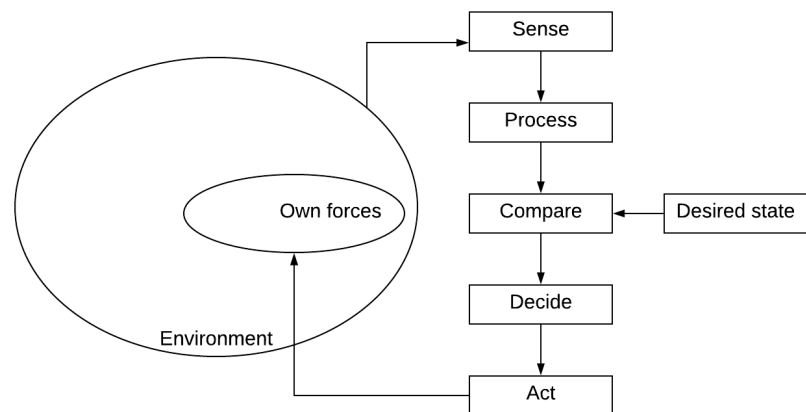 Sense
Process
Own forces
Compare
Desired state
Decide
Environment
Act